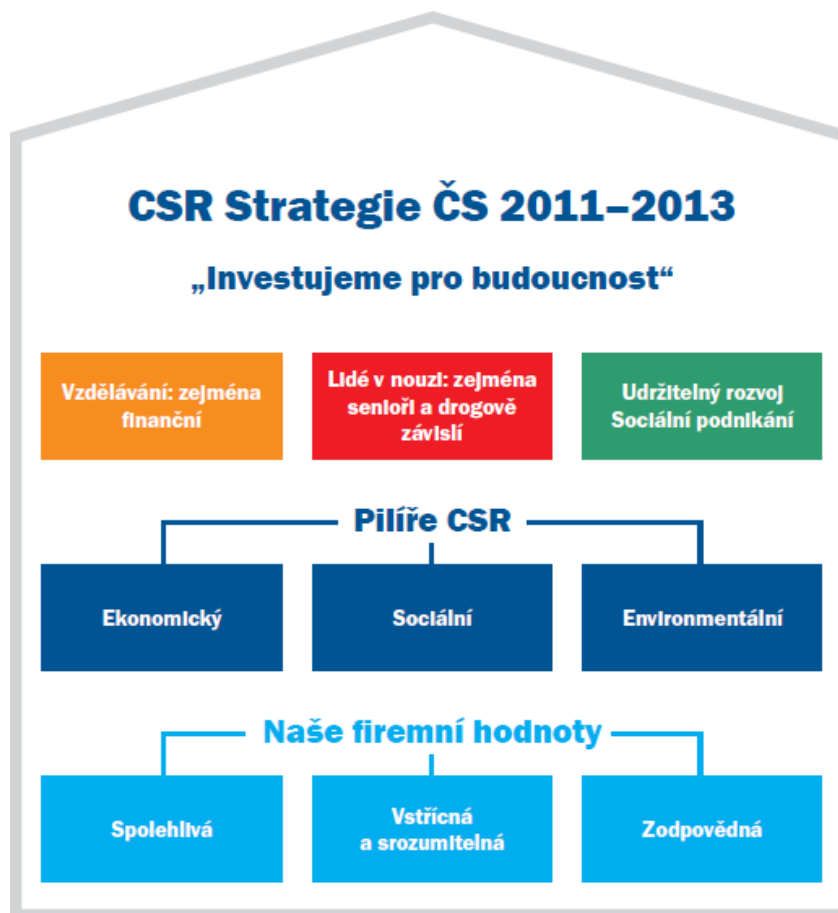 CSR Strategie ČS 2011–2013
„Investujeme pro budoucnost“
Vzdělávání: zejména
finanční
Lidé v nouzi: zejména
senioři a drogově
závislí
Udržitelný rozvoj
Sociální podnikání
Pilíře CSR
Ekonomický
Sociální
Environmentální
Naše firemní hodnoty
Spolehlivá
Vstřícná
a srozumitelná
Zodpovědná